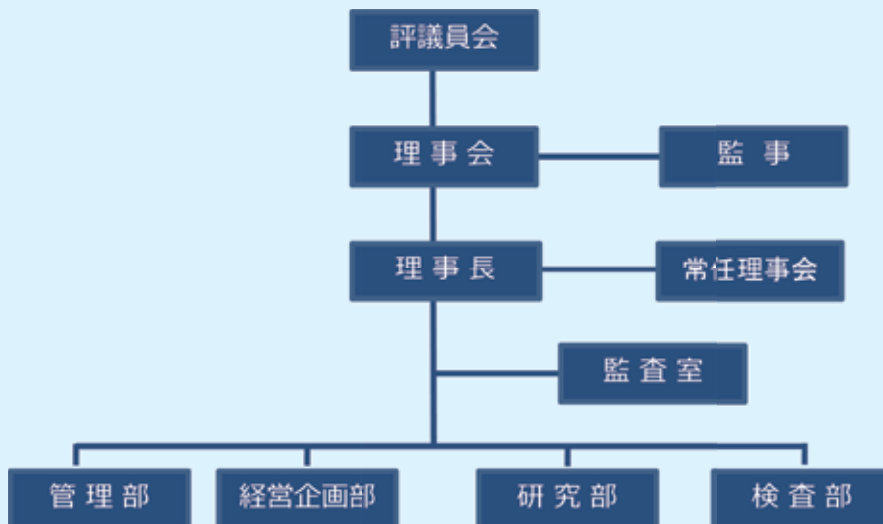 評議員会
理事会
監事
理事長
常任理事会
監査室
管理部
経営企画部
研究部
検査部